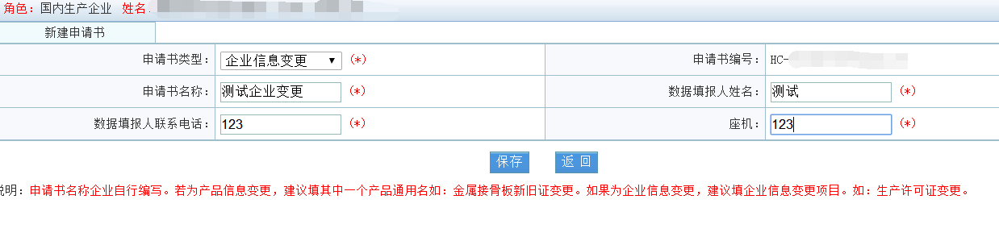 角色：国内生产企业 姓名：
新建申请书
申请书类型： 企业信息变更 ▼ (*) 申请书编号： HC-
申请书名称： 测试企业变更 (*) 数据填报人姓名： 测试 (*)
数据填报人联系电话： 123 (*) 座机： 123 (*)
保存 返 回
说明：申请书名称企业自行编写。若为产品信息变更，建议填其中一个产品通用名如：金属接骨板新旧证变更。如果为企业信息变更，建议填企业信息变更项目。如：生产许可证变更。